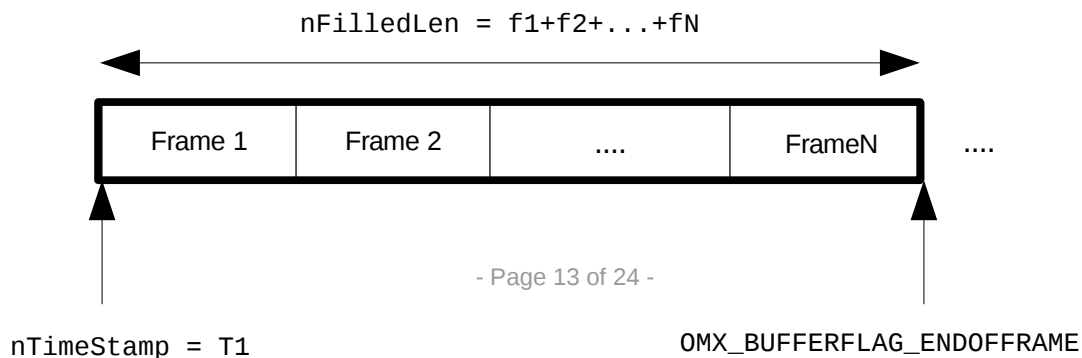 nFilledLen = f1+f2+...+fN
Frame 1 Frame 2 .... FrameN ....
- Page 13 of 24 -
nTimeStamp = T1 OMX_BUFFERFLAG_ENDOFFRAME